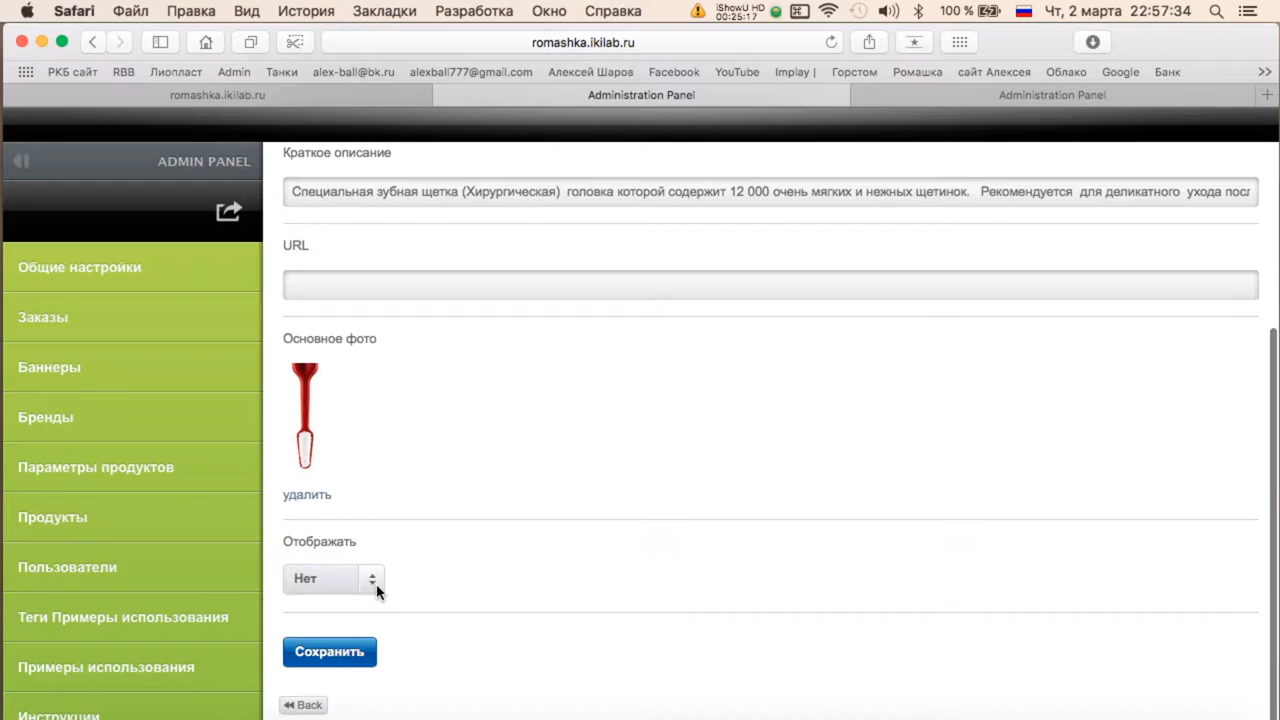 Safari Файл Правка Вид История Закладки Разработка Окно Справка iShowU HD 00:25:17 100 % Чт, 2 марта 22:57:34
romashka.ikilab.ru
РКБ сайт RBB Лиопласт Admin Танки alex-ball@bk.ru alexball777@gmail.com Алексей Шаров Facebook YouTube Implay | Горстом Ромашка сайт Алексея Облако Google Банк >>
romashka.ikilab.ru Administration Panel Administration Panel +
ADMIN PANEL
Общие настройки
Заказы
Баннеры
Бренды
Параметры продуктов
Продукты
Пользователи
Теги Примеры использования
Примеры использования
Инструкции
Краткое описание
Специальная зубная щетка (Хирургическая) головка которой содержит 12 000 очень мягких и нежных щетинок. Рекомендуется для деликатного ухода посл
URL
Основное фото
удалить
Отображать
Нет
Сохранить
Back